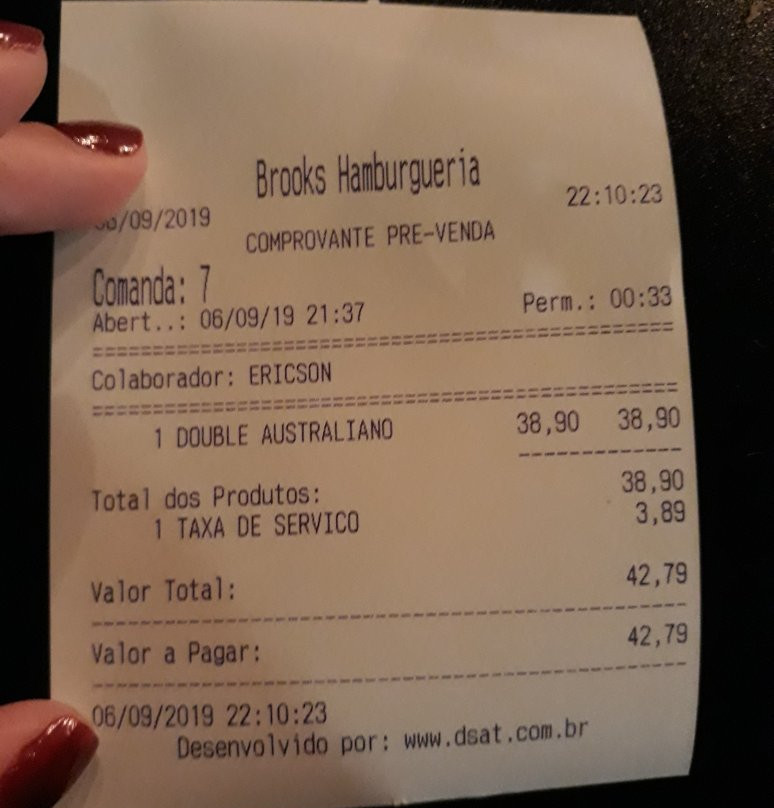 Brooks Hamburgueria
06/09/2019 22:10:23
COMPROVANTE PRE-VENDA
Comanda: 7
Abert..: 06/09/19 21:37 Perm.: 00:33
================================================
Colaborador: ERICSON
================================================
1 DOUBLE AUSTRALIANO 38,90 38,90
-------------
Total dos Produtos: 38,90
1 TAXA DE SERVICO 3,89
Valor Total: 42,79
------------------------------------------------
Valor a Pagar: 42,79
------------------------------------------------
06/09/2019 22:10:23
Desenvolvido por: www.dsat.com.br